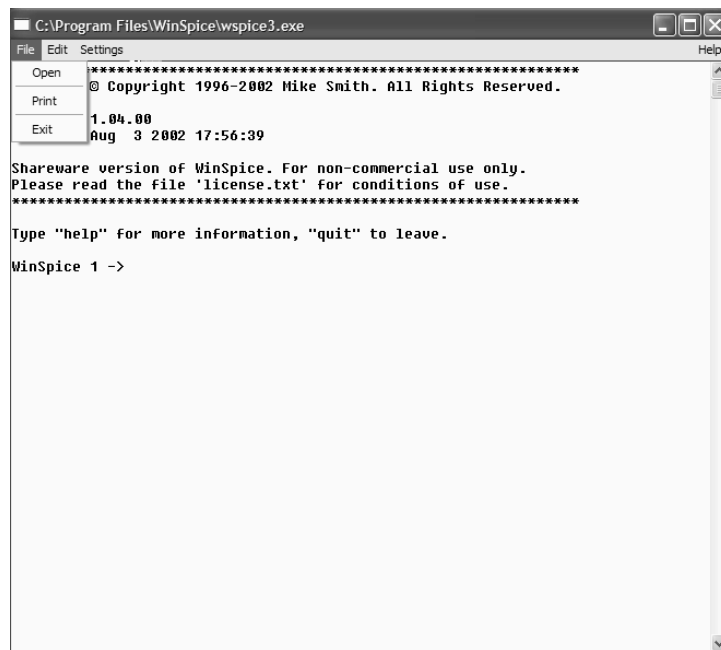 C:\Program Files\WinSpice\wspice3.exe
File Edit Settings Help
Open
Print
Exit
*********************************************************
© Copyright 1996-2002 Mike Smith. All Rights Reserved.
1.04.00
Aug 3 2002 17:56:39
Shareware version of WinSpice. For non-commercial use only.
Please read the file 'license.txt' for conditions of use.
******************************************************************
Type "help" for more information, "quit" to leave.
WinSpice 1 ->